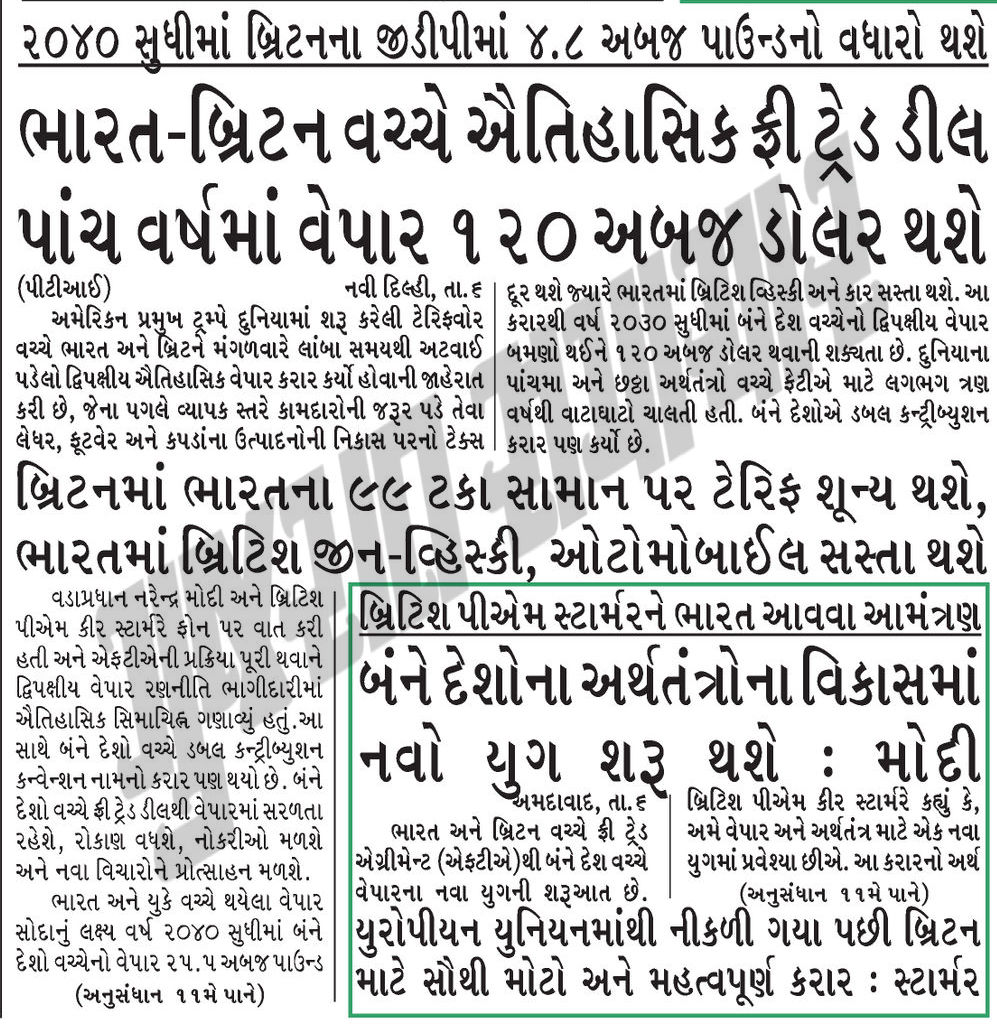 ૨૦૪૦ સુધીમાં બ્રિટનના જીડીપીમાં ૪.૮ અબજ પાઉન્ડનો વધારો થશે
ભારત-બ્રિટન વચ્ચે ઐતિહાસિક ફ્રી ટ્રેડ ડીલ
પાંચ વર્ષમાં વેપાર ૧૨૦ અબજ ડોલર થશે
(પીટીઆઈ) નવી દિલ્હી, તા.૬
અમેરિકન પ્રમુખ ટ્રમ્પે દુનિયામાં શરૂ કરેલી ટેરિફવોર
વચ્ચે ભારત અને બ્રિટને મંગળવારે લાંબા સમયથી અટવાઈ
પડેલો દ્વિપક્ષીય ઐતિહાસિક વેપાર કરાર કર્યો હોવાની જાહેરાત
કરી છે, જેના પગલે વ્યાપક સ્તરે કામદારોની જરૂર પડે તેવા
લેધર, ફૂટવેર અને કપડાંના ઉત્પાદનોની નિકાસ પરનો ટેક્સ
દૂર થશે જ્યારે ભારતમાં બ્રિટિશ વ્હિસ્કી અને કાર સસ્તા થશે. આ
કરારથી વર્ષ ૨૦૩૦ સુધીમાં બંને દેશ વચ્ચેનો દ્વિપક્ષીય વેપાર
બમણો થઈને ૧૨૦ અબજ ડોલર થવાની શક્યતા છે. દુનિયાના
પાંચમા અને છઠ્ઠા અર્થતંત્રો વચ્ચે ફેટીએ માટે લગભગ ત્રણ
વર્ષથી વાટાઘાટો ચાલતી હતી. બંને દેશોએ ડબલ કન્ટ્રીબ્યુશન
કરાર પણ કર્યો છે.
બ્રિટનમાં ભારતના ૯૯ ટકા સામાન પર ટેરિફ શૂન્ય થશે,
ભારતમાં બ્રિટિશ જીન-વ્હિસ્કી, ઓટોમોબાઈલ સસ્તા થશે
વડાપ્રધાન નરેન્દ્ર મોદી અને બ્રિટિશ
પીએમ કીર સ્ટાર્મરે ફોન પર વાત કરી
હતી અને એફટીએની પ્રક્રિયા પૂરી થવાને
દ્વિપક્ષીય વેપાર રણનીતિ ભાગીદારીમાં
ઐતિહાસિક સિમાચિહ્ન ગણાવ્યું હતું. આ
સાથે બંને દેશો વચ્ચે ડબલ કન્ટ્રીબ્યુશન
કન્વેન્શન નામનો કરાર પણ થયો છે. બંને
દેશો વચ્ચે ફ્રી ટ્રેડ ડીલથી વેપારમાં સરળતા
રહેશે, રોકાણ વધશે, નોકરીઓ મળશે
અને નવા વિચારોને પ્રોત્સાહન મળશે.
ભારત અને યુકે વચ્ચે થયેલા વેપાર
સોદાનું લક્ષ્ય વર્ષ ૨૦૪૦ સુધીમાં બંને
દેશો વચ્ચેનો વેપાર ૨૫.૫ અબજ પાઉન્ડ
(અનુસંધાન ૧૧મે પાને)
બ્રિટિશ પીએમ સ્ટાર્મરને ભારત આવવા આમંત્રણ
બંને દેશોના અર્થતંત્રોના વિકાસમાં
નવો યુગ શરૂ થશે : મોદી
અમદાવાદ, તા.૬
ભારત અને બ્રિટન વચ્ચે ફ્રી ટ્રેડ
એગ્રીમેન્ટ (એફટીએ)થી બંને દેશ વચ્ચે
વેપારના નવા યુગની શરૂઆત છે.
બ્રિટિશ પીએમ કીર સ્ટાર્મરે કહ્યું કે,
અમે વેપાર અને અર્થતંત્ર માટે એક નવા
યુગમાં પ્રવેશ્યા છીએ. આ કરારનો અર્થ
(અનુસંધાન ૧૧મે પાને)
યુરોપીયન યુનિયનમાંથી નીકળી ગયા પછી બ્રિટન
માટે સૌથી મોટો અને મહત્વપૂર્ણ કરાર : સ્ટાર્મર
ગુજરાત સમાચાર